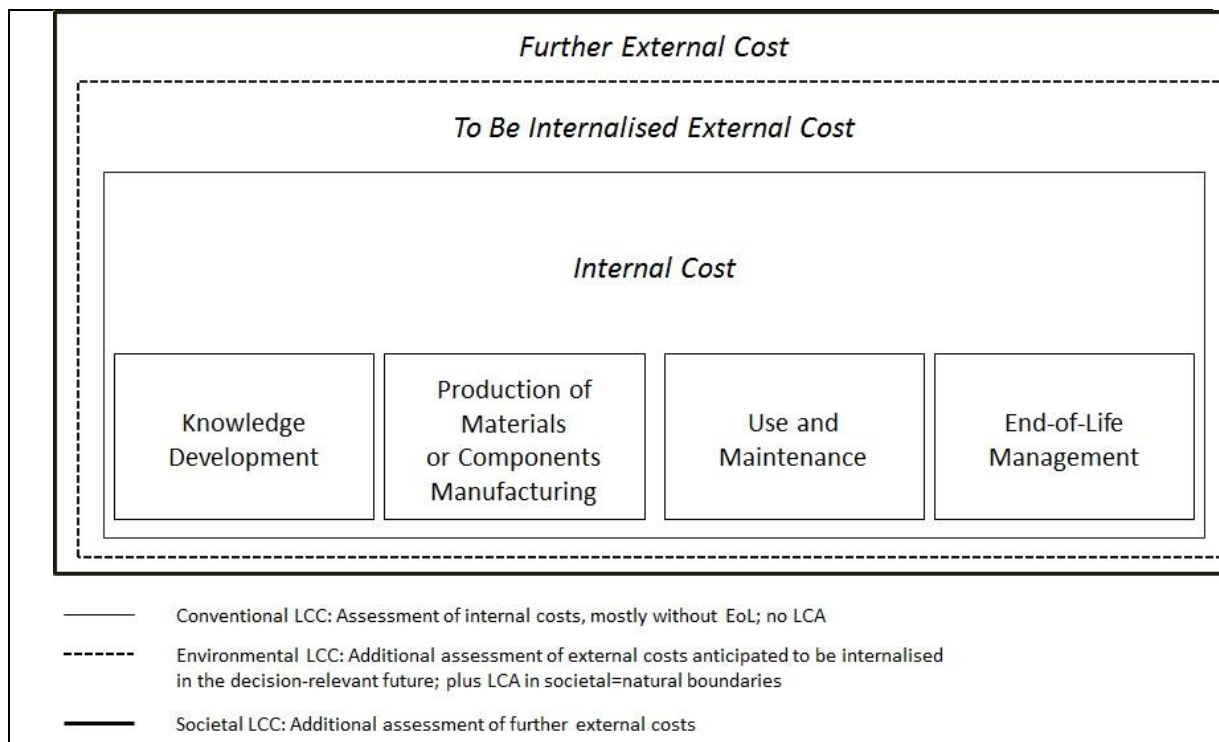 Further External Cost
To Be Internalised External Cost
Internal Cost
Knowledge
Development
Production of
Materials
or Components
Manufacturing
Use and
Maintenance
End-of-Life
Management
Conventional LCC: Assessment of internal costs, mostly without EoL; no LCA
Environmental LCC: Additional assessment of external costs anticipated to be internalised
in the decision-relevant future; plus LCA in societal=natural boundaries
Societal LCC: Additional assessment of further external costs